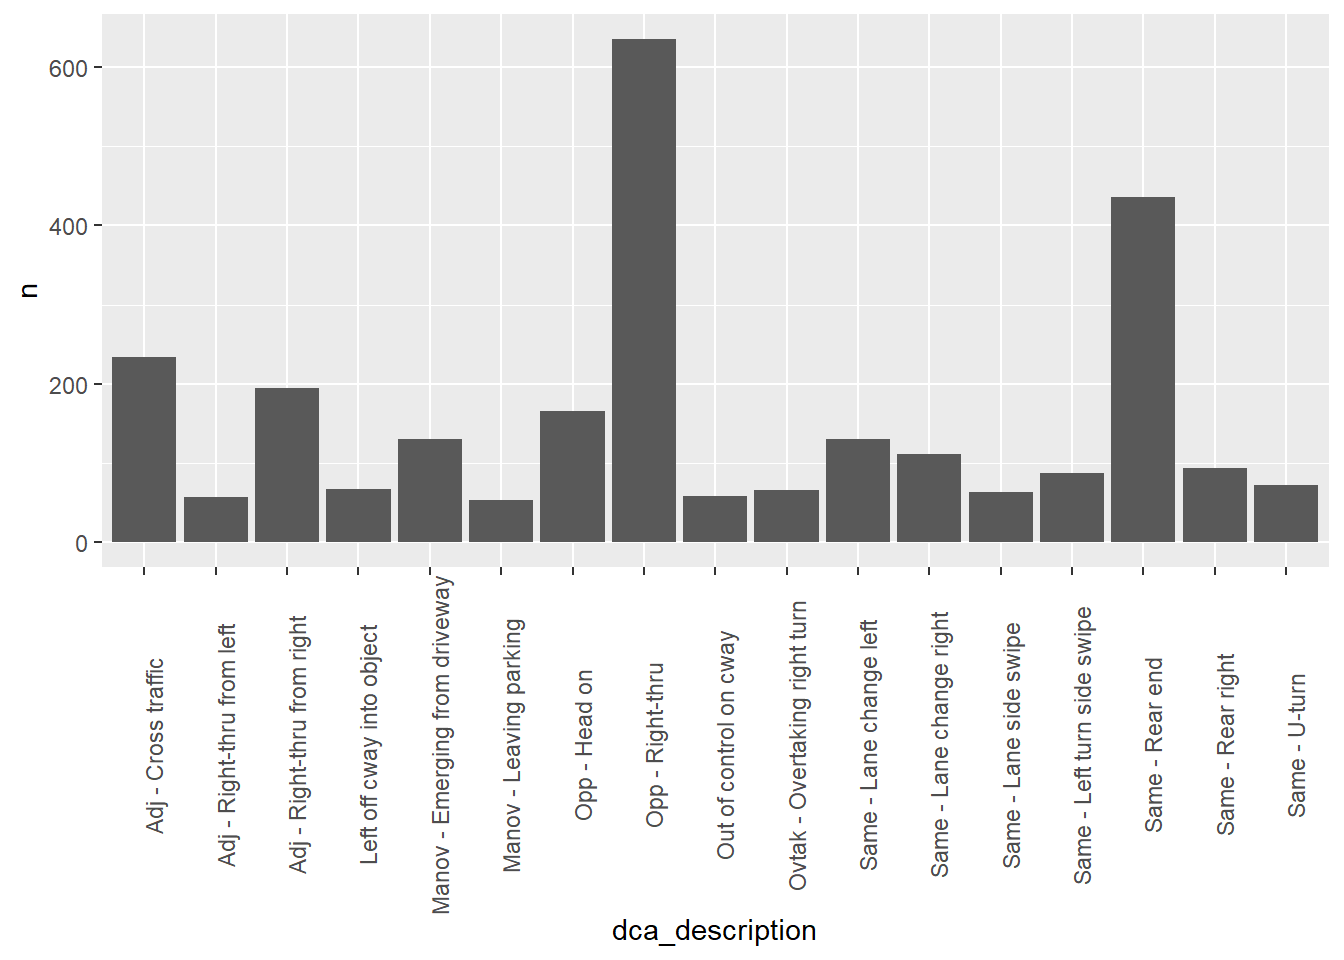 600
400
200
0
n
Adj - Cross traffic
Adj - Right-thru from left
Adj - Right-thru from right
Left off cway into object
Manov - Emerging from driveway
Manov - Leaving parking
Opp - Head on
Opp - Right-thru
Out of control on cway
Ovtak - Overtaking right turn
Same - Lane change left
Same - Lane change right
Same - Lane side swipe
Same - Left turn side swipe
Same - Rear end
Same - Rear right
Same - U-turn
dca_description